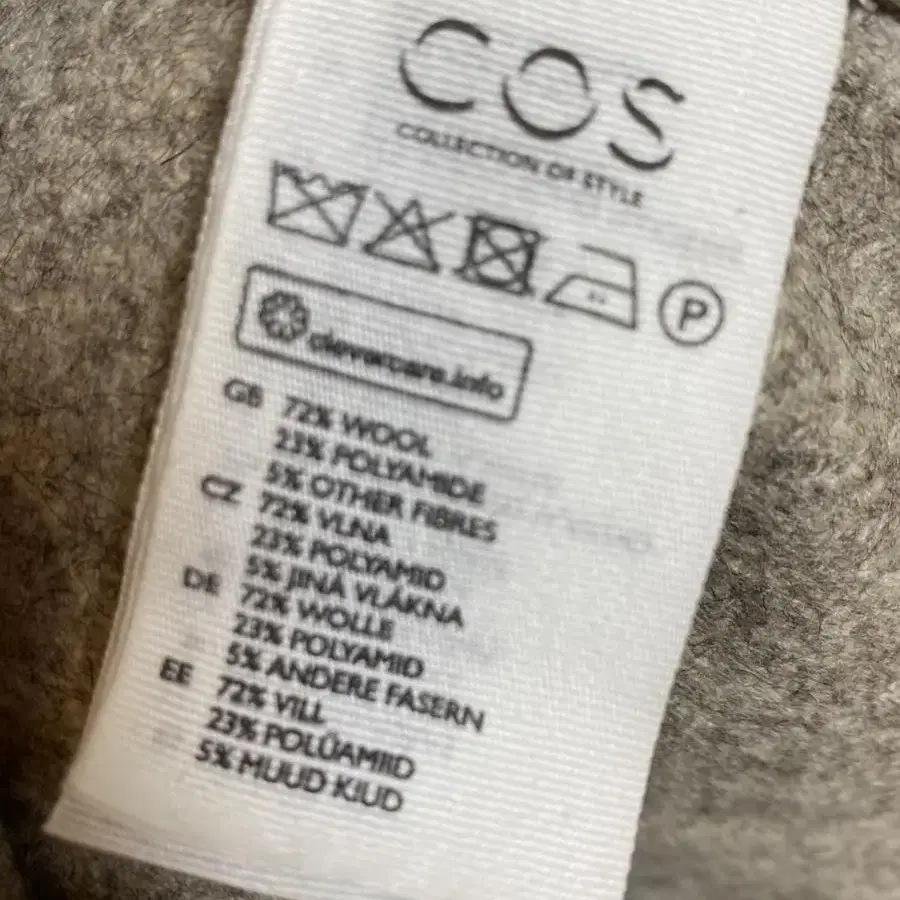 COS
COLLECTION OF STYLE
P
clevercare.info
GB 72% WOOL
23% POLYAMIDE
5% OTHER FIBRES
CZ 72% VLNA
23% POLYAMID
5% JINÁ VLÁKNA
DE 72% WOLLE
23% POLYAMID
5% ANDERE FASERN
EE 72% VILL
23% POLÜAMIID
5% MUUD KIUD